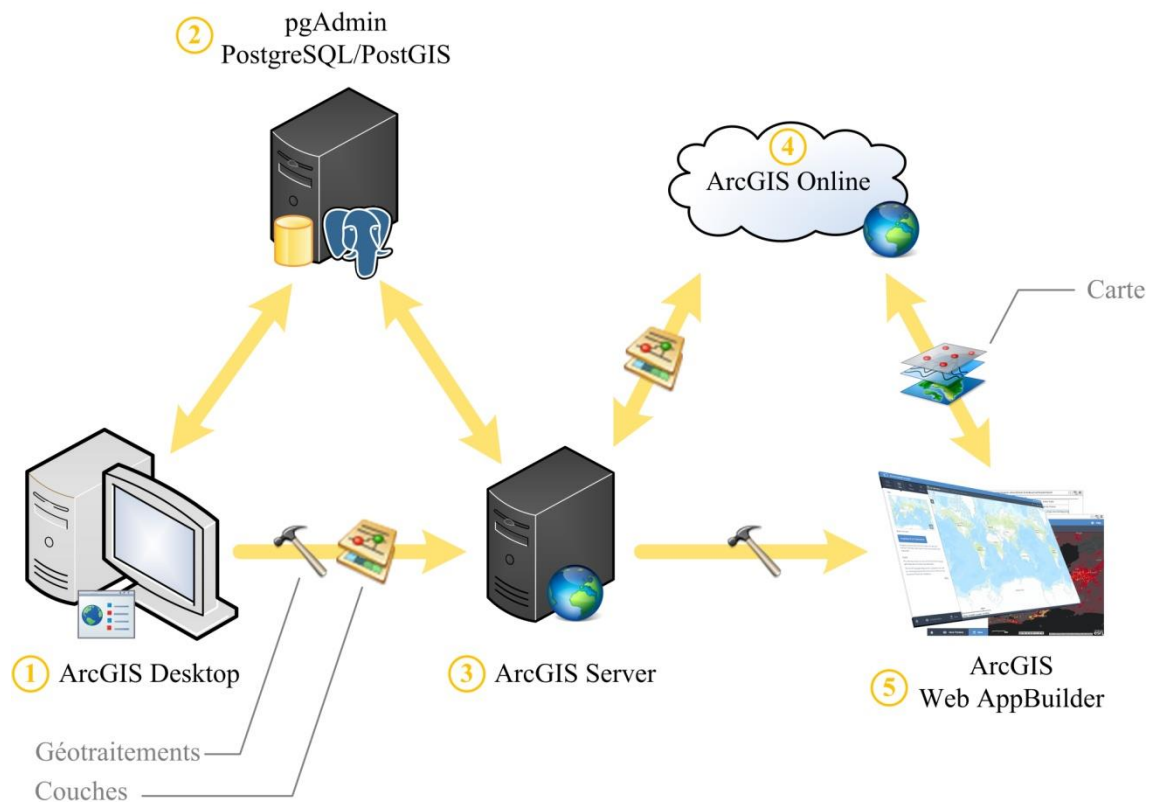 2
pgAdmin
PostgreSQL/PostGIS
4
ArcGIS Online
Carte
1 ArcGIS Desktop
3 ArcGIS Server
5
ArcGIS
Web AppBuilder
Géotraitements
Couches